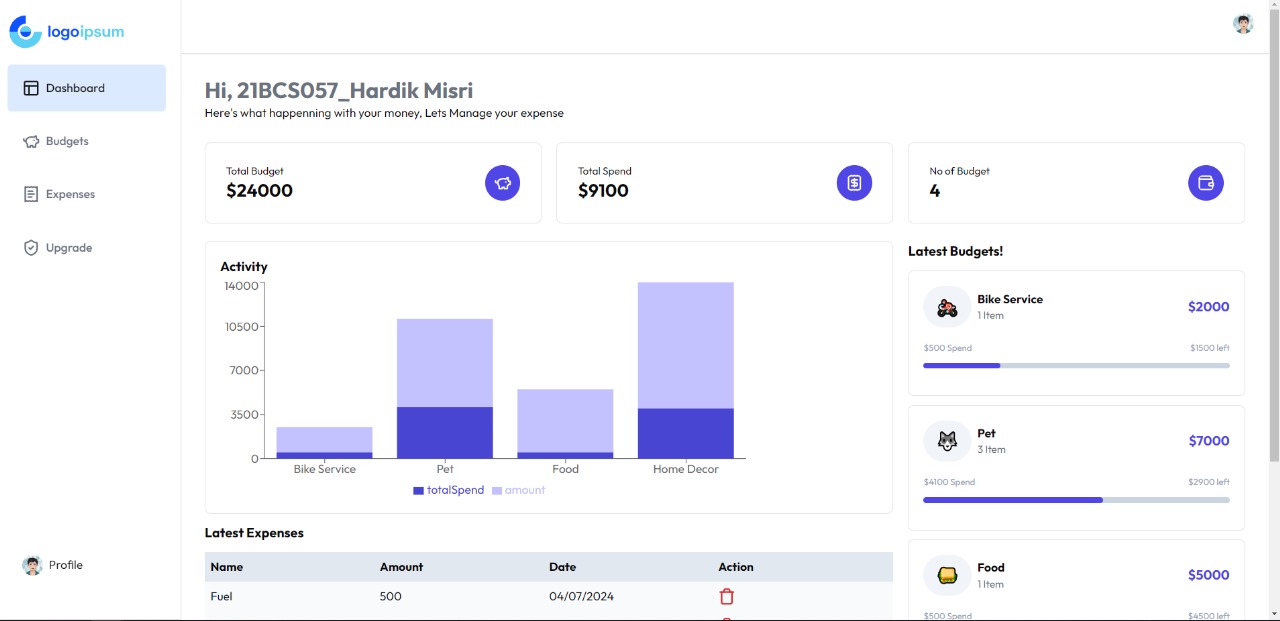 logoipsum
Dashboard
Budgets
Expenses
Upgrade
Profile
Hi, 21BCS057_Hardik Misri
Here's what happenning with your money, Lets Manage your expense
Total Budget
$24000
Total Spend
$9100
No of Budget
4
Activity
14000
10500
7000
3500
0
Bike Service Pet Food Home Decor
totalSpend amount
Latest Expenses
Name Amount Date Action
Fuel 500 04/07/2024
Latest Budgets!
Bike Service
1 Item
$2000
$500 Spend $1500 left
Pet
3 Item
$7000
$4100 Spend $2900 left
Food
1 Item
$5000
$500 Spend $4500 left